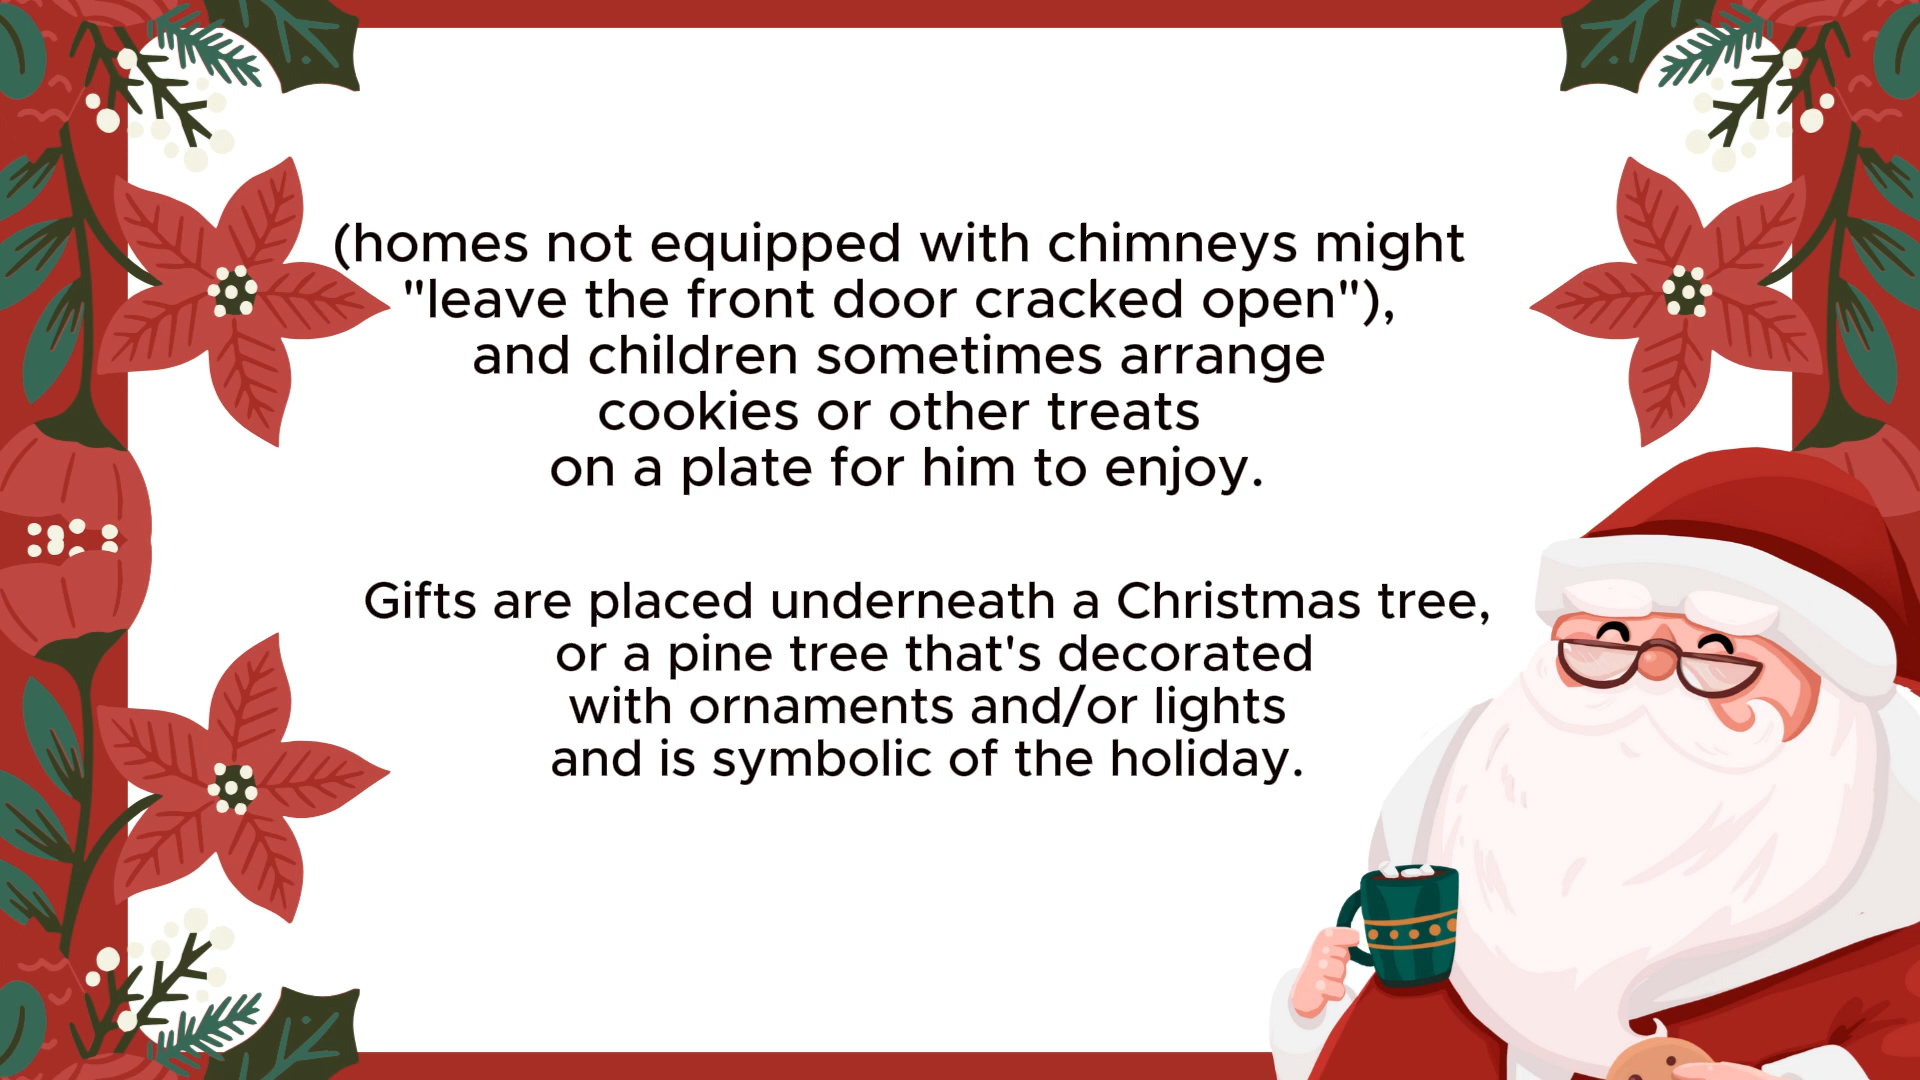 (homes not equipped with chimneys might
"leave the front door cracked open"),
and children sometimes arrange
cookies or other treats
on a plate for him to enjoy.
Gifts are placed underneath a Christmas tree,
or a pine tree that's decorated
with ornaments and/or lights
and is symbolic of the holiday.